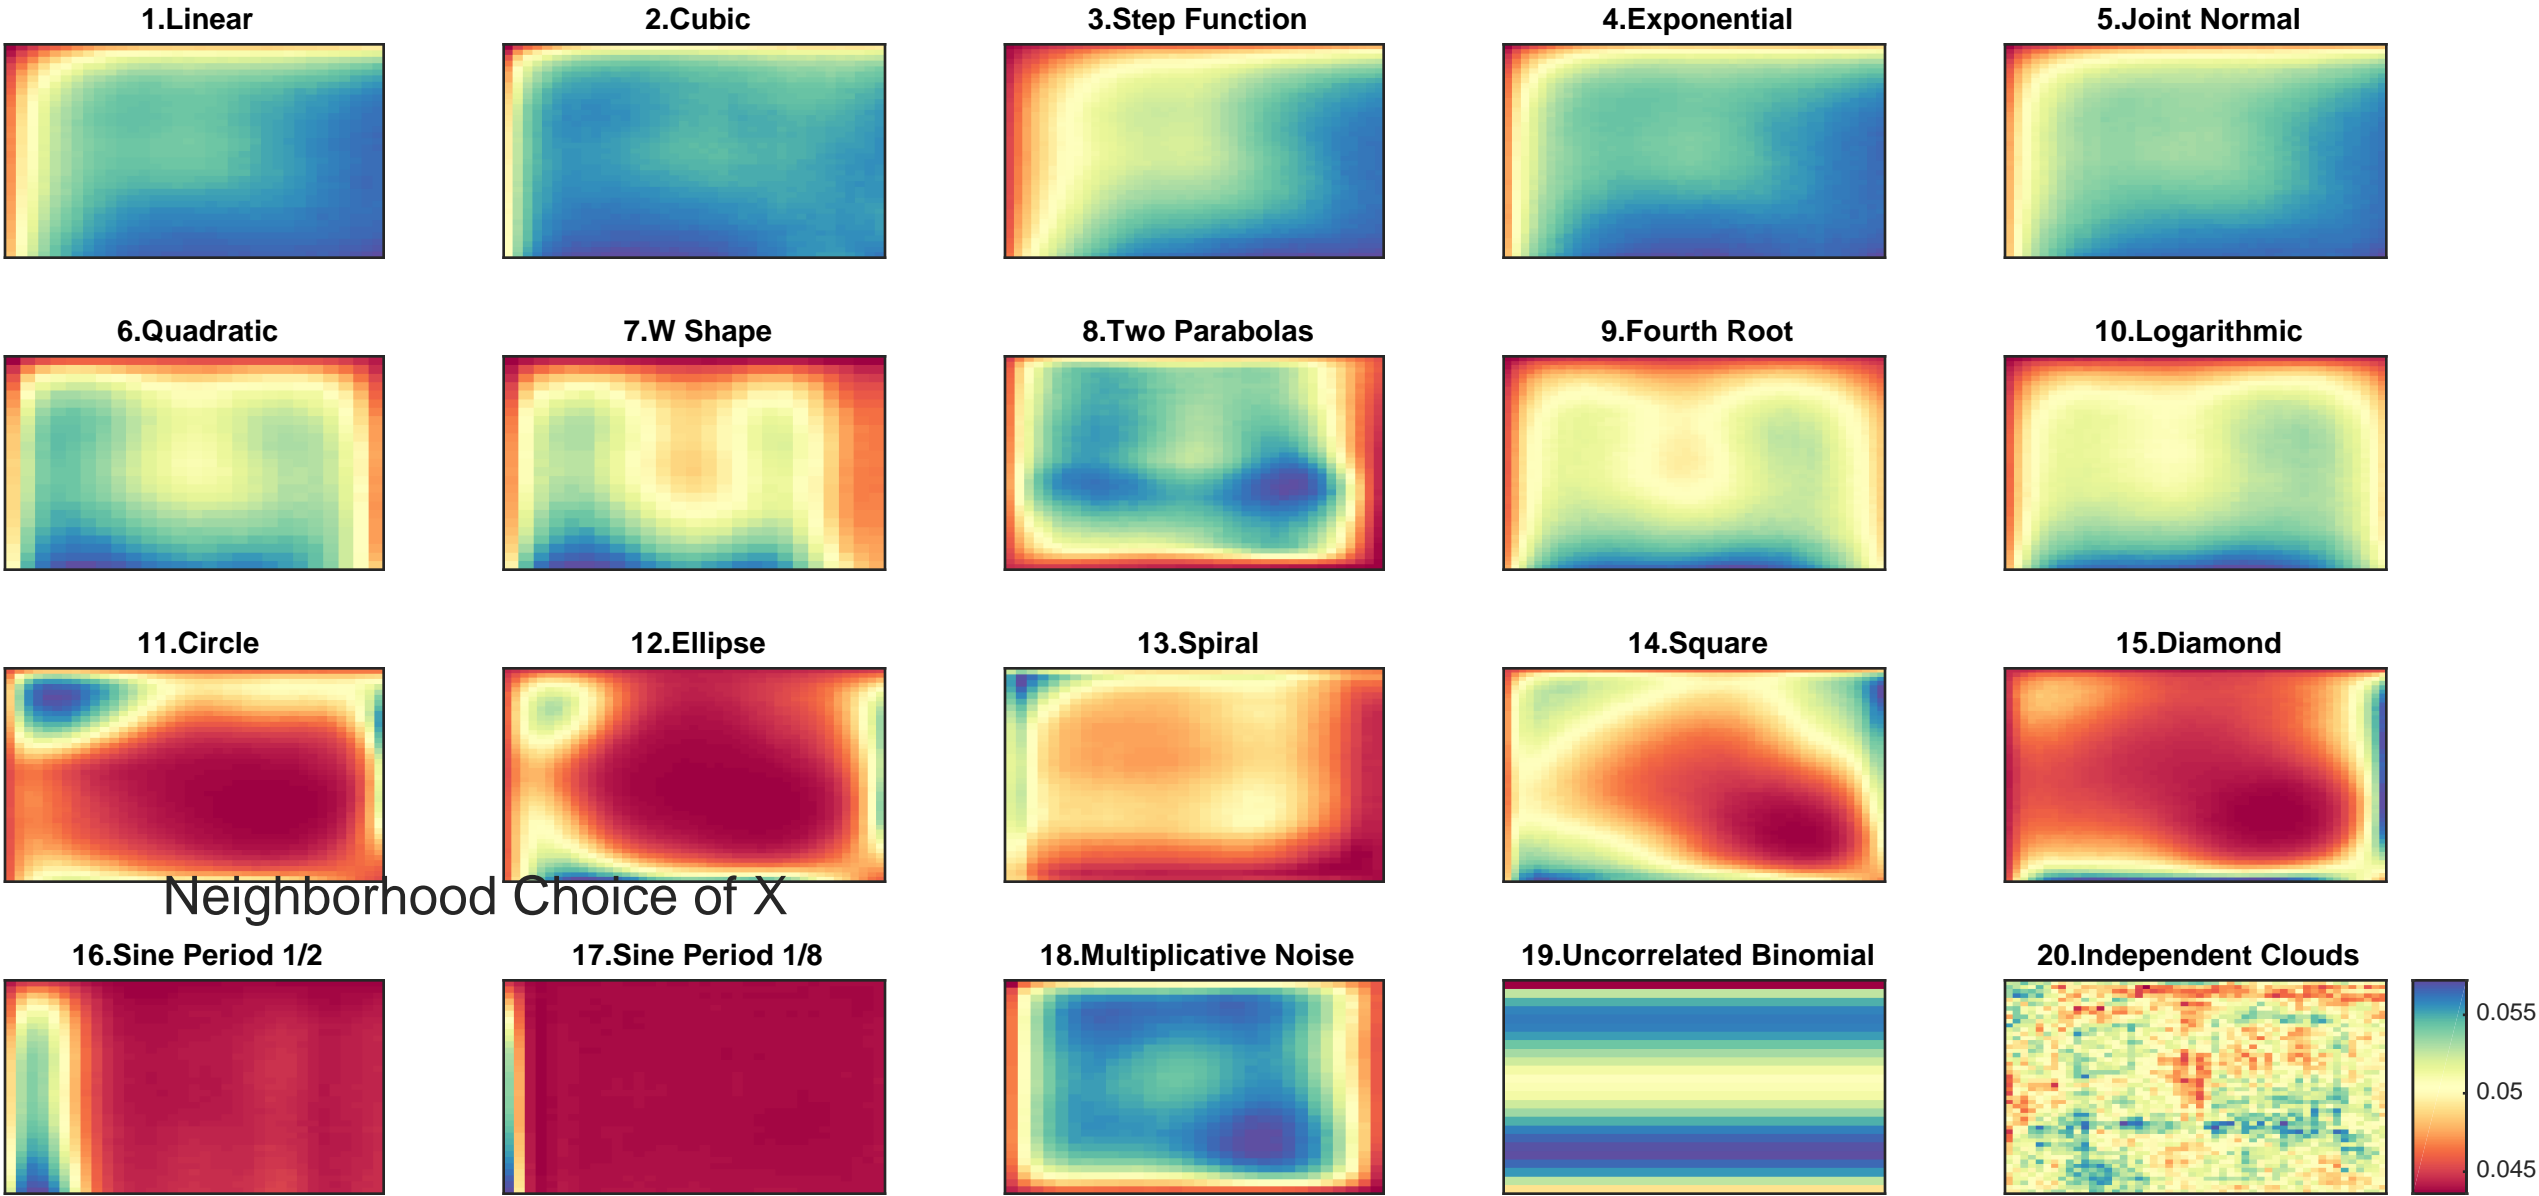 1.Linear
2.Cubic
3.Step Function
4.Exponential
5.Joint Normal
6.Quadratic
7.W Shape
8.Two Parabolas
9.Fourth Root
10.Logarithmic
11.Circle
12.Ellipse
13.Spiral
14.Square
15.Diamond
Neighborhood Choice of X
16.Sine Period 1/2
17.Sine Period 1/8
18.Multiplicative Noise
19.Uncorrelated Binomial
20.Independent Clouds
0.055
0.05
0.045